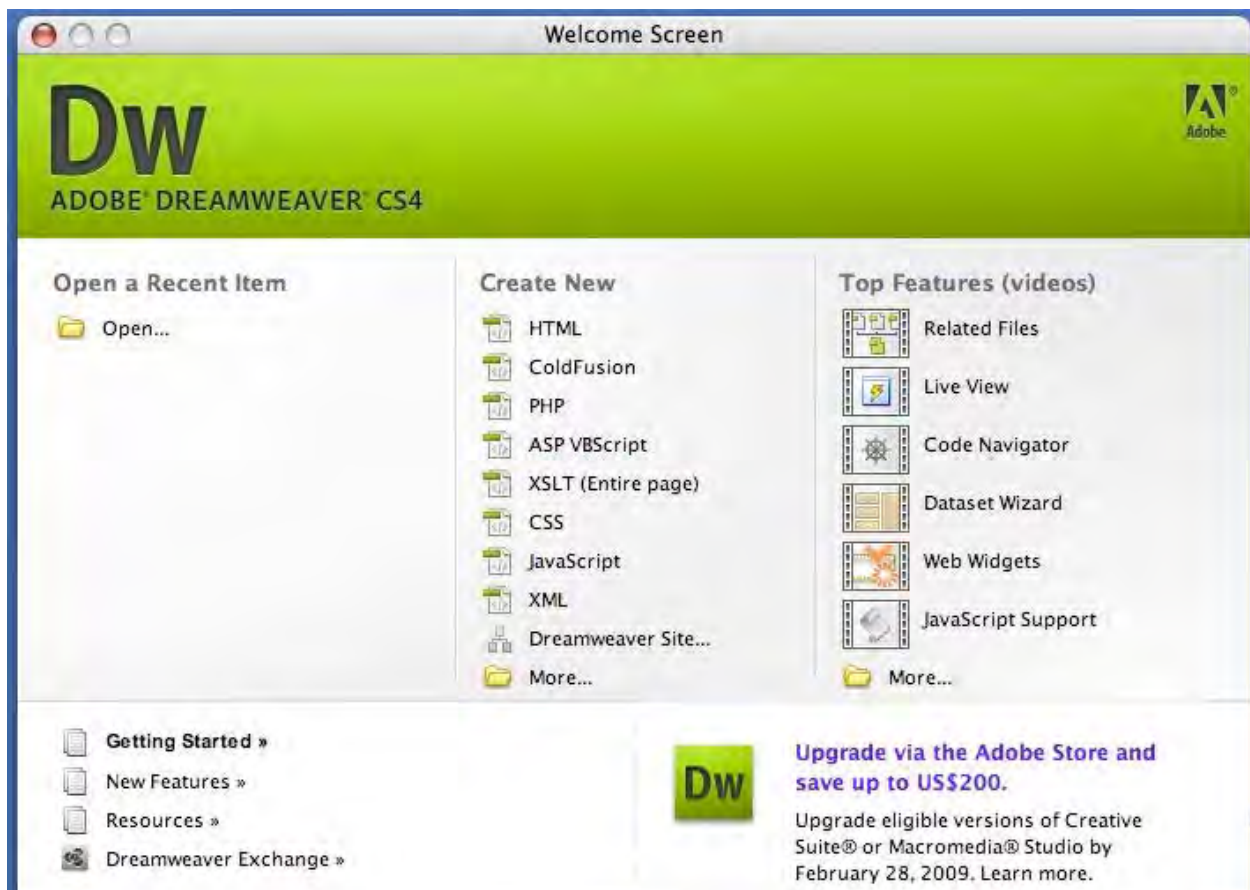 Welcome Screen
Dw
ADOBE® DREAMWEAVER® CS4
Adobe®
Open a Recent Item
Open...
Create New
HTML
ColdFusion
PHP
ASP VBScript
XSLT (Entire page)
CSS
JavaScript
XML
Dreamweaver Site...
More...
Top Features (videos)
Related Files
Live View
Code Navigator
Dataset Wizard
Web Widgets
JavaScript Support
More...
Getting Started »
New Features »
Resources »
Dreamweaver Exchange »
Dw
Upgrade via the Adobe Store and
save up to US$200.
Upgrade eligible versions of Creative
Suite® or Macromedia® Studio by
February 28, 2009. Learn more.